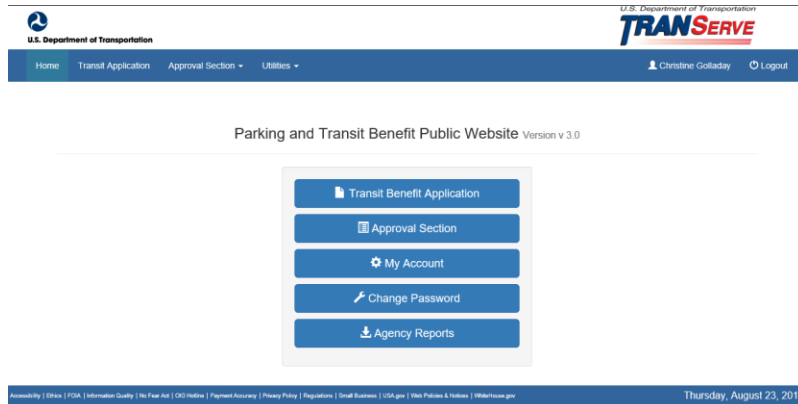 U.S. Department of Transportation
U.S. Department of Transportation
TRANSERVE
Home Transit Application Approval Section Utilities Christine Golladay Logout
Parking and Transit Benefit Public Website Version v 3.0
Transit Benefit Application
Approval Section
My Account
Change Password
Agency Reports
Accessibility | Ethics | FOIA | Information Quality | No Fear Act | OIG Hotline | Payment Accuracy | Privacy Policy | Regulations | Small Business | USA.gov | Web Policies & Notices | WhiteHouse.gov
Thursday, August 23, 201